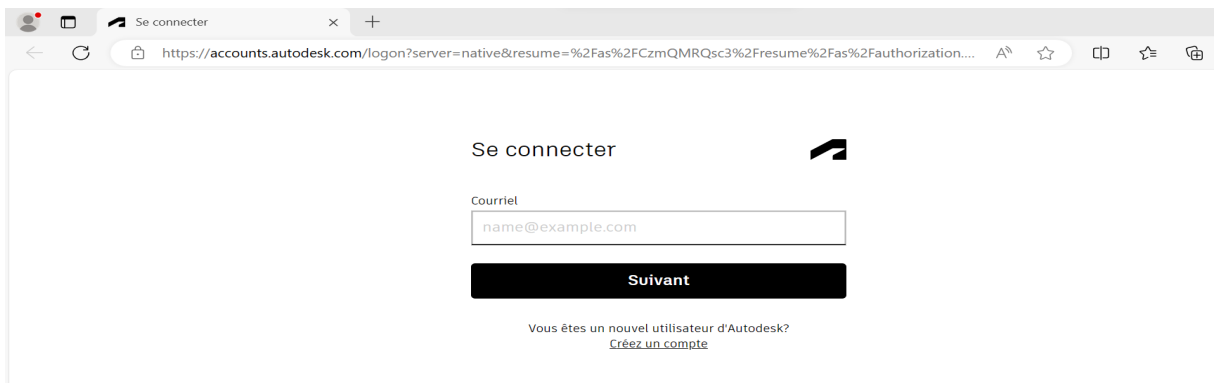 Se connecter
https://accounts.autodesk.com/logon?server=native&resume=%2Fas%2FCzmQMRQsc3%2Fresume%2Fas%2Fauthorization....
Se connecter
Courriel
name@example.com
Suivant
Vous êtes un nouvel utilisateur d'Autodesk?
Créez un compte